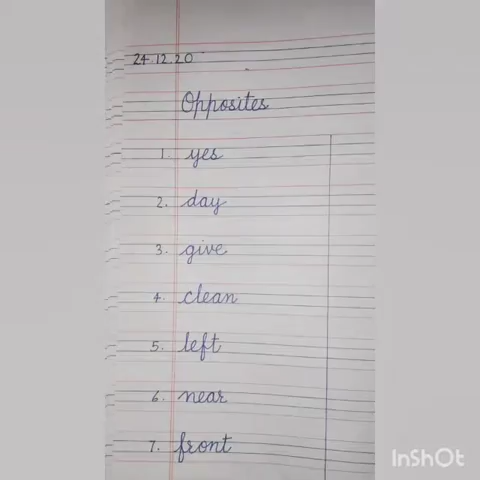 24.12.20
Opposites
1. yes
2. day
3. give
4. clean
5. left
6. near
7. front
InShOt